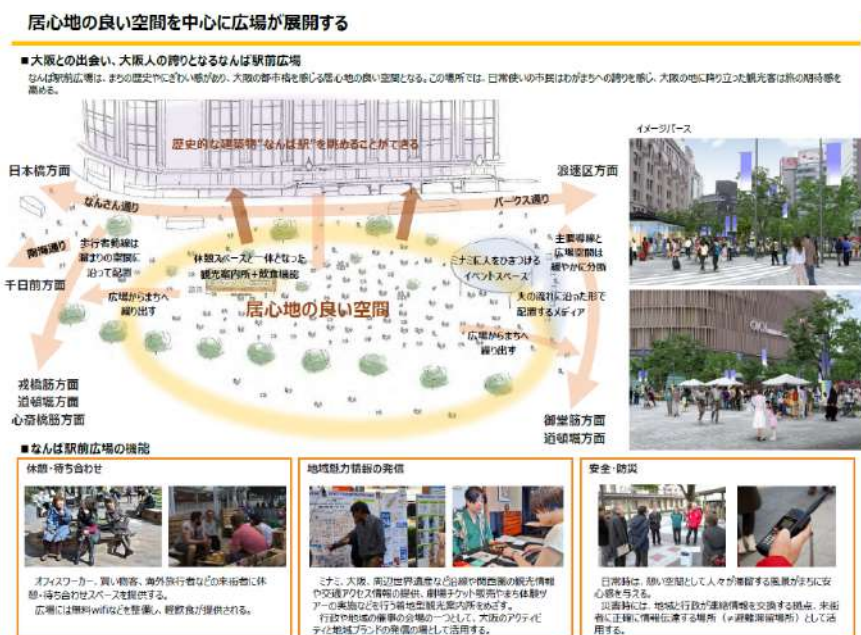 居心地の良い空間を中心に広場が展開する
■大阪との出会い、大阪人の誇りとなるなんば駅前広場
なんば駅前広場は、まちの歴史やにぎわい感があり、大阪の都市格を感じる居心地の良い空間となる。この場所では、日常使いの市民はわがまちへの誇りを感じ、大阪の地に降り立った観光客は旅の期待感を
高める。
イメージパース
歴史的な建築物"なんば駅"を眺めることができる
日本橋方面
浪速区方面
なんさん通り
パークス通り
南海通り
歩行者動線は
溜まりの空間に
沿って配置
休憩スペースと一体となった
観光案内所+飲食機能
ミナミに人をひきつける
イベントスペース
主要導線と
広場空間は
緩やかに分節
千日前方面
広場からまちへ
繰り出す
居心地の良い空間
人の流れに沿った形で
配置するメディア
広場からまちへ
繰り出す
戎橋筋方面
道頓堀方面
心斎橋筋方面
御堂筋方面
道頓堀方面
■なんば駅前広場の機能
休憩・待ち合わせ
オフィスワーカー、買い物客、海外旅行者などの来街者に休
憩・待ち合わせスペースを提供する。
広場には無料wifiなどを整備し、軽飲食が提供される。
地域魅力情報の発信
ミナミ、大阪、周辺世界遺産など沿線や関西圏の観光情報
や交通アクセス情報の提供、劇場チケット販売やまち体験ツ
アーの実施などを行う着地型観光案内所をめざす。
行政や地域の催事の会場の一つとして、大阪のアクティビ
ティと地域ブランドの発信の場として活用する。
安全・防災
日常時は、憩い空間として人々が滞留する風景がまちに安
心感を与える。
災害時には、地域と行政が連絡情報を交換する拠点、来街
者に正確に情報伝達する場所（≠避難滞留場所）として活
用する。